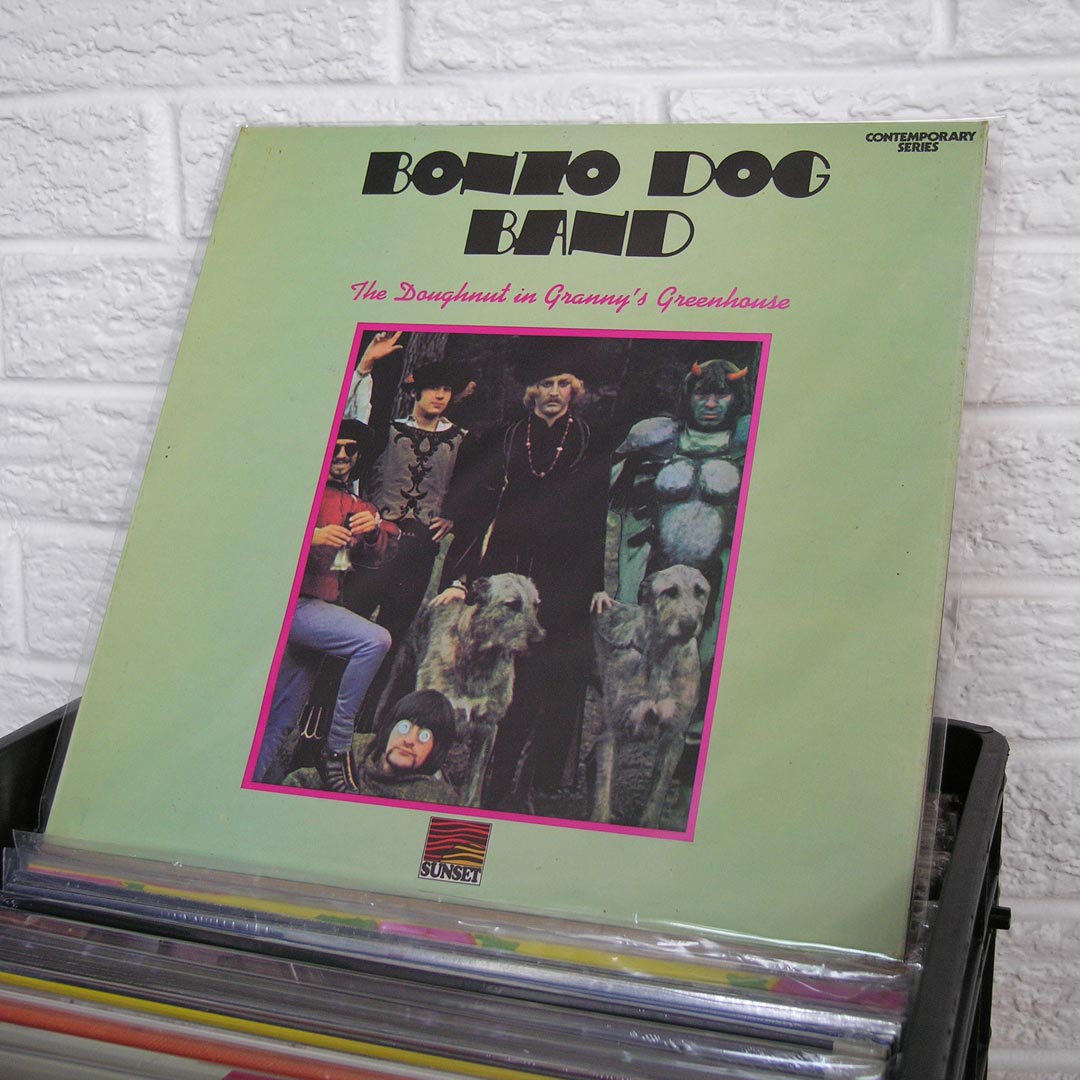 CONTEMPORARY
SERIES
BONZO DOG
BAND
The Doughnut in Granny's Greenhouse
SUNSET